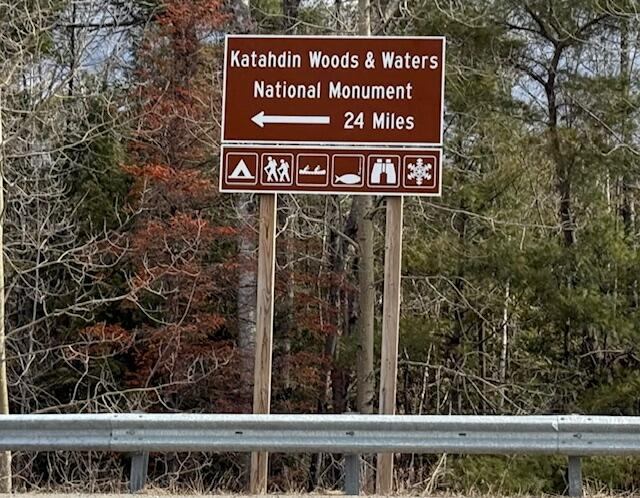 Katahdin Woods & Waters
National Monument
24 Miles